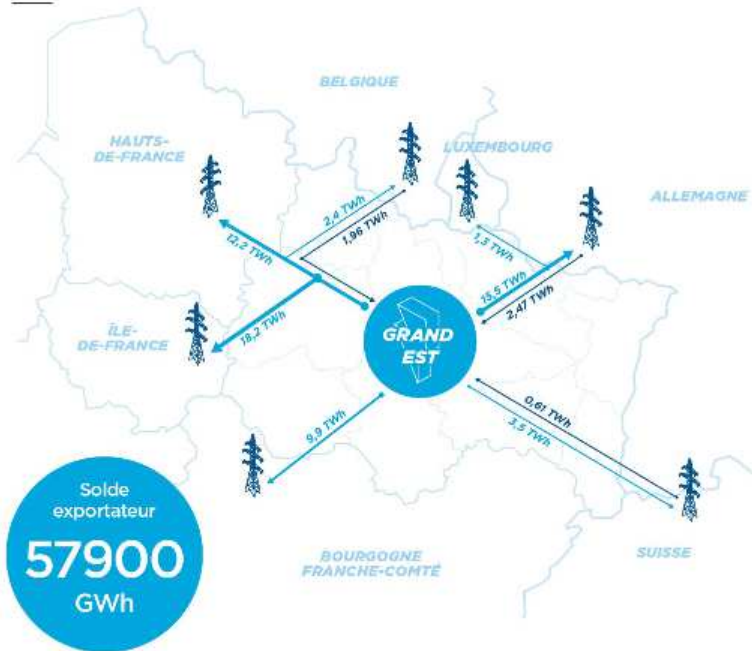 BELGIQUE
HAUTS-
DE-FRANCE
LUXEMBOURG
ALLEMAGNE
2,4 TWh
1,96 TWh
1,3 TWh
12,2 TWh
15,5 TWh
2,47 TWh
ÎLE-
DE-FRANCE
18,2 TWh
GRAND
EST
0,61 TWh
3,5 TWh
9,9 TWh
Solde
exportateur
57900
GWh
BOURGOGNE
FRANCHE-COMTÉ
SUISSE